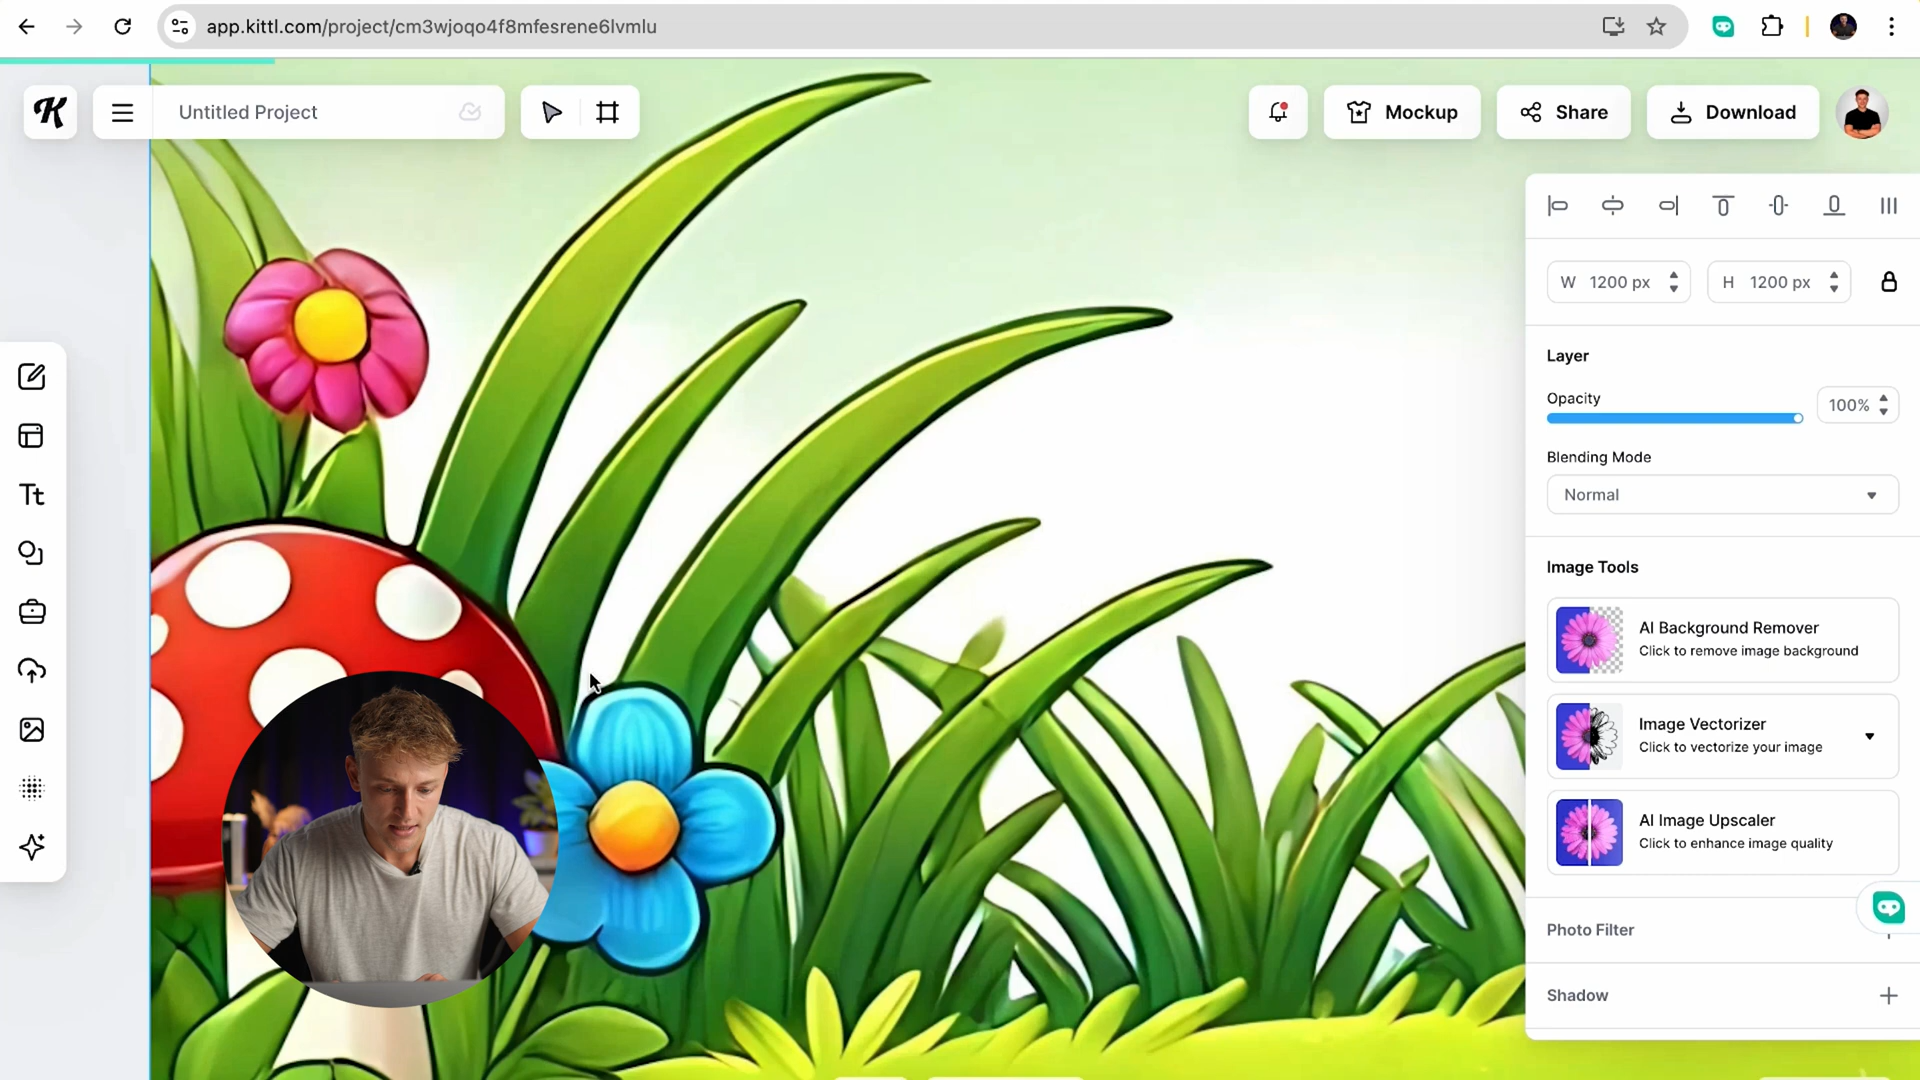 app.kittl.com/project/cm3wjoqo4f8mfesrene6lvmlu
K
Untitled Project
Mockup
Share
Download
W 1200 px
H 1200 px
Layer
Opacity
100%
Blending Mode
Normal
Tt
Image Tools
AI Background Remover
Click to remove image background
Image Vectorizer
Click to vectorize your image
AI Image Upscaler
Click to enhance image quality
Photo Filter
Shadow